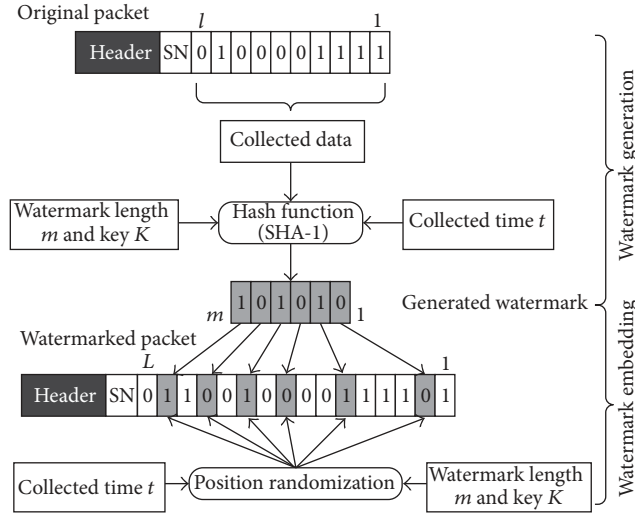 Original packet
l 1
Header SN 0 1 0 0 0 0 1 1 1 1
Collected data
Watermark length
m and key K
Hash function
(SHA-1)
Collected time t
Watermark generation
m 1 0 1 0 1 0 1
Generated watermark
Watermarked packet
L 1
Header SN 0 1 1 0 0 1 0 0 0 0 1 1 1 1 0 1
Watermark embedding
Collected time t
Position randomization
Watermark length
m and key K